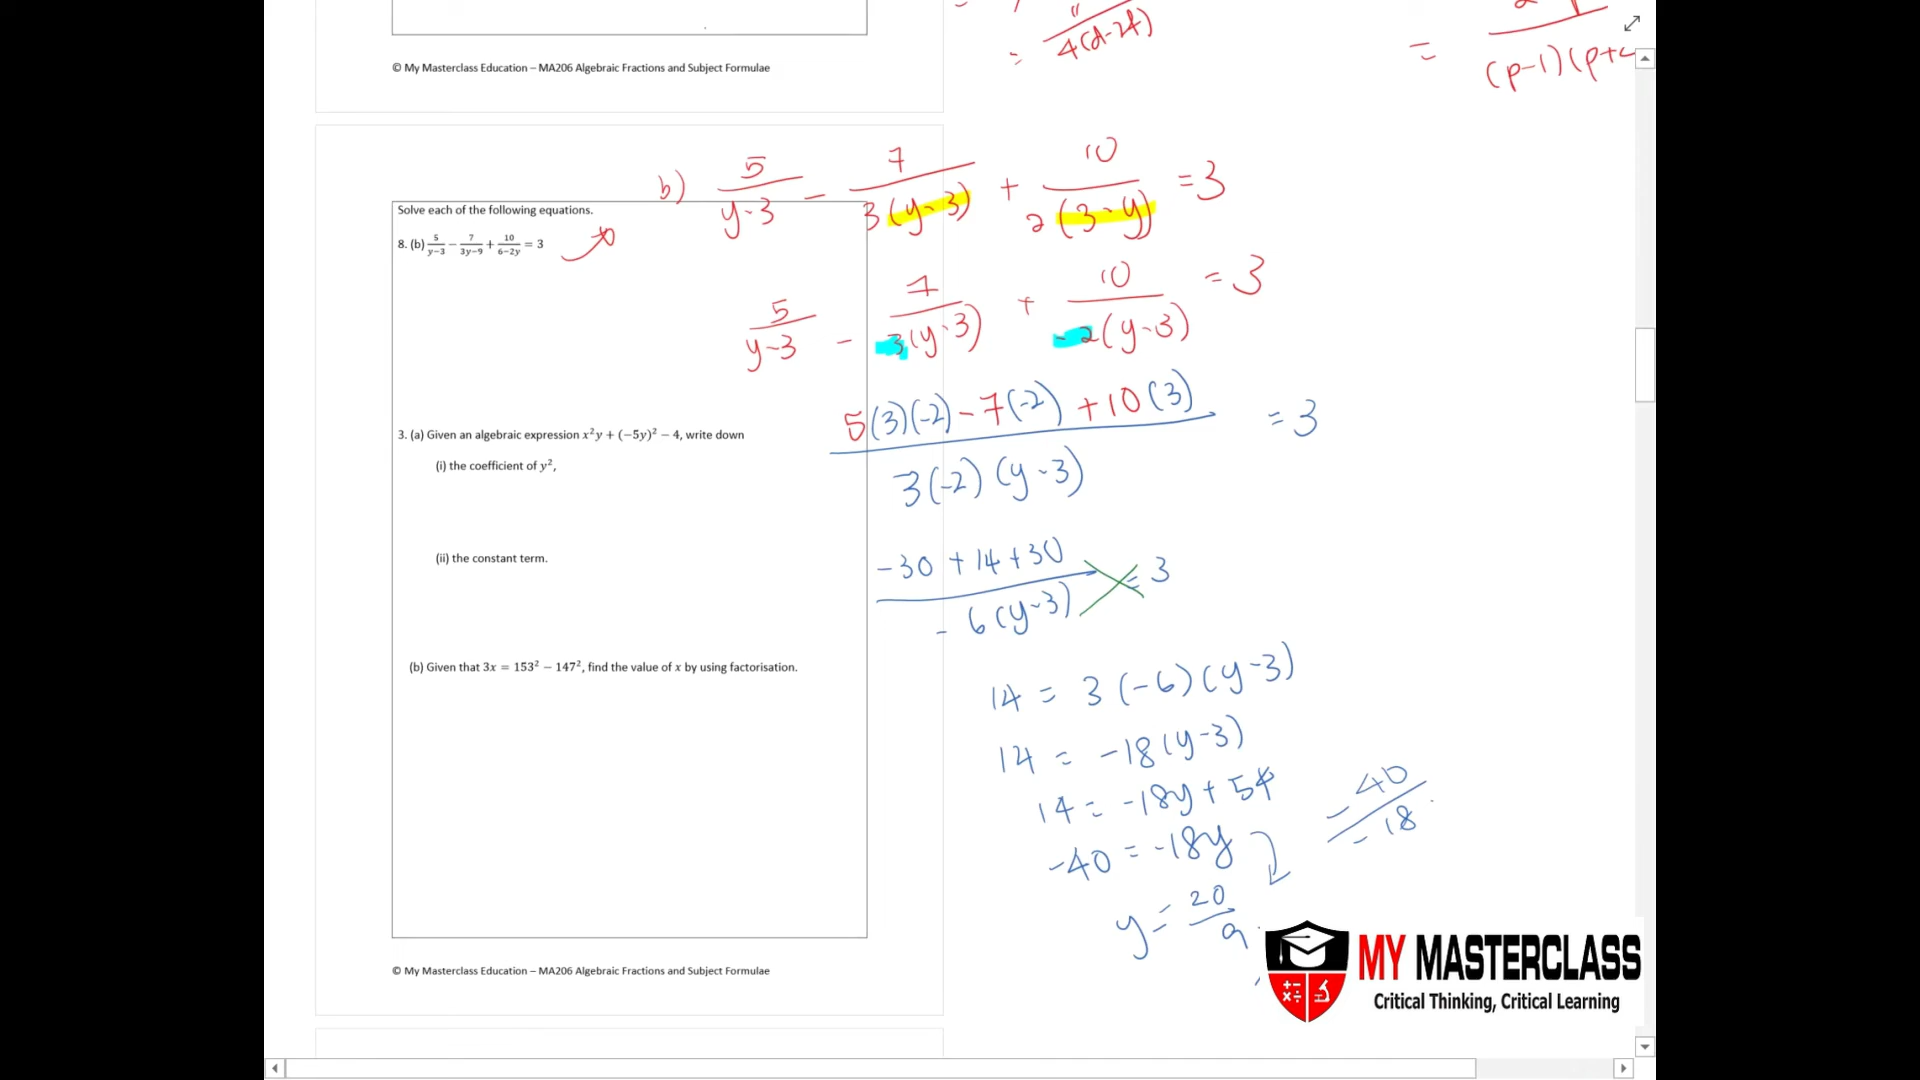 4(d-2f)
=
=
(p-1)(p+
© My Masterclass Education – MA206 Algebraic Fractions and Subject Formulae
b) 5/(y-3) - 7/(3(y-3)) + 10/(2(3-y)) = 3
Solve each of the following equations.
8. (b) 5/(y−3) − 7/(3y−9) + 10/(6−2y) = 3
5/(y-3) - 7/(3(y-3)) + 10/(-2(y-3)) = 3
(5(3)(-2) - 7(-2) + 10(3))/(3(-2)(y-3)) = 3
3. (a) Given an algebraic expression x²y + (−5y)² − 4, write down
(i) the coefficient of y²,
(ii) the constant term.
(-30 + 14 + 30)/(-6(y-3)) = 3
(b) Given that 3x = 153² − 147², find the value of x by using factorisation.
14 = 3(-6)(y-3)
14 = -18(y-3)
14 = -18y + 54
-40 = -18y
-40/-18
y = 20/9
MY MASTERCLASS
Critical Thinking, Critical Learning
© My Masterclass Education – MA206 Algebraic Fractions and Subject Formulae